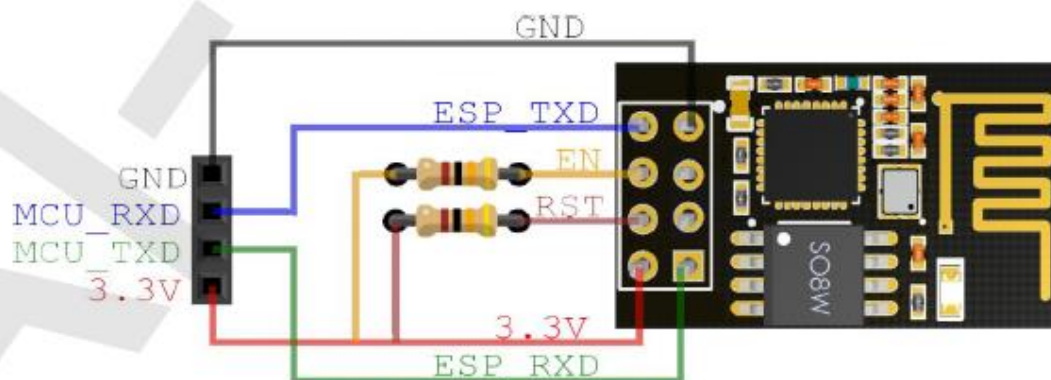 GND
ESP_TXD
EN
GND
MCU_RXD
RST
MCU_TXD
3.3V
3.3V
ESP_RXD
SO8W